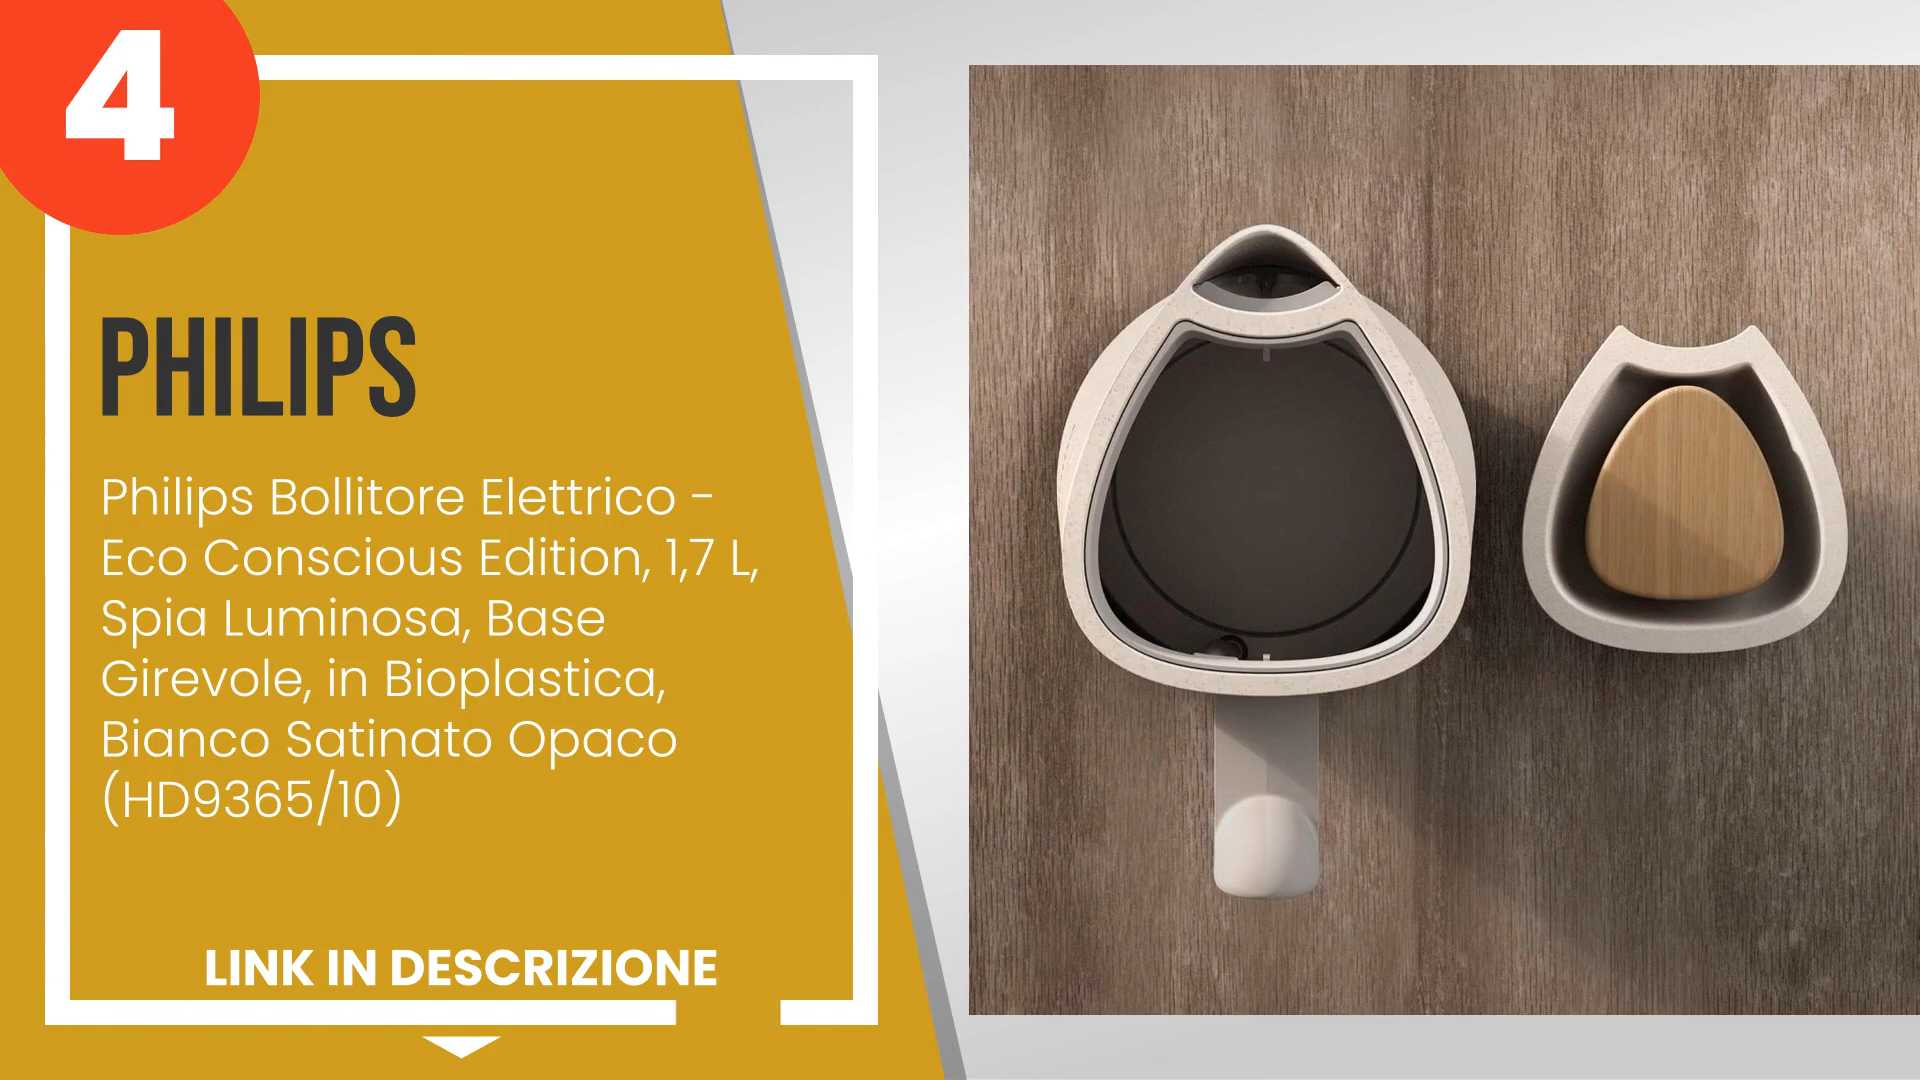 4
PHILIPS
Philips Bollitore Elettrico -
Eco Conscious Edition, 1,7 L,
Spia Luminosa, Base
Girevole, in Bioplastica,
Bianco Satinato Opaco
(HD9365/10)
LINK IN DESCRIZIONE